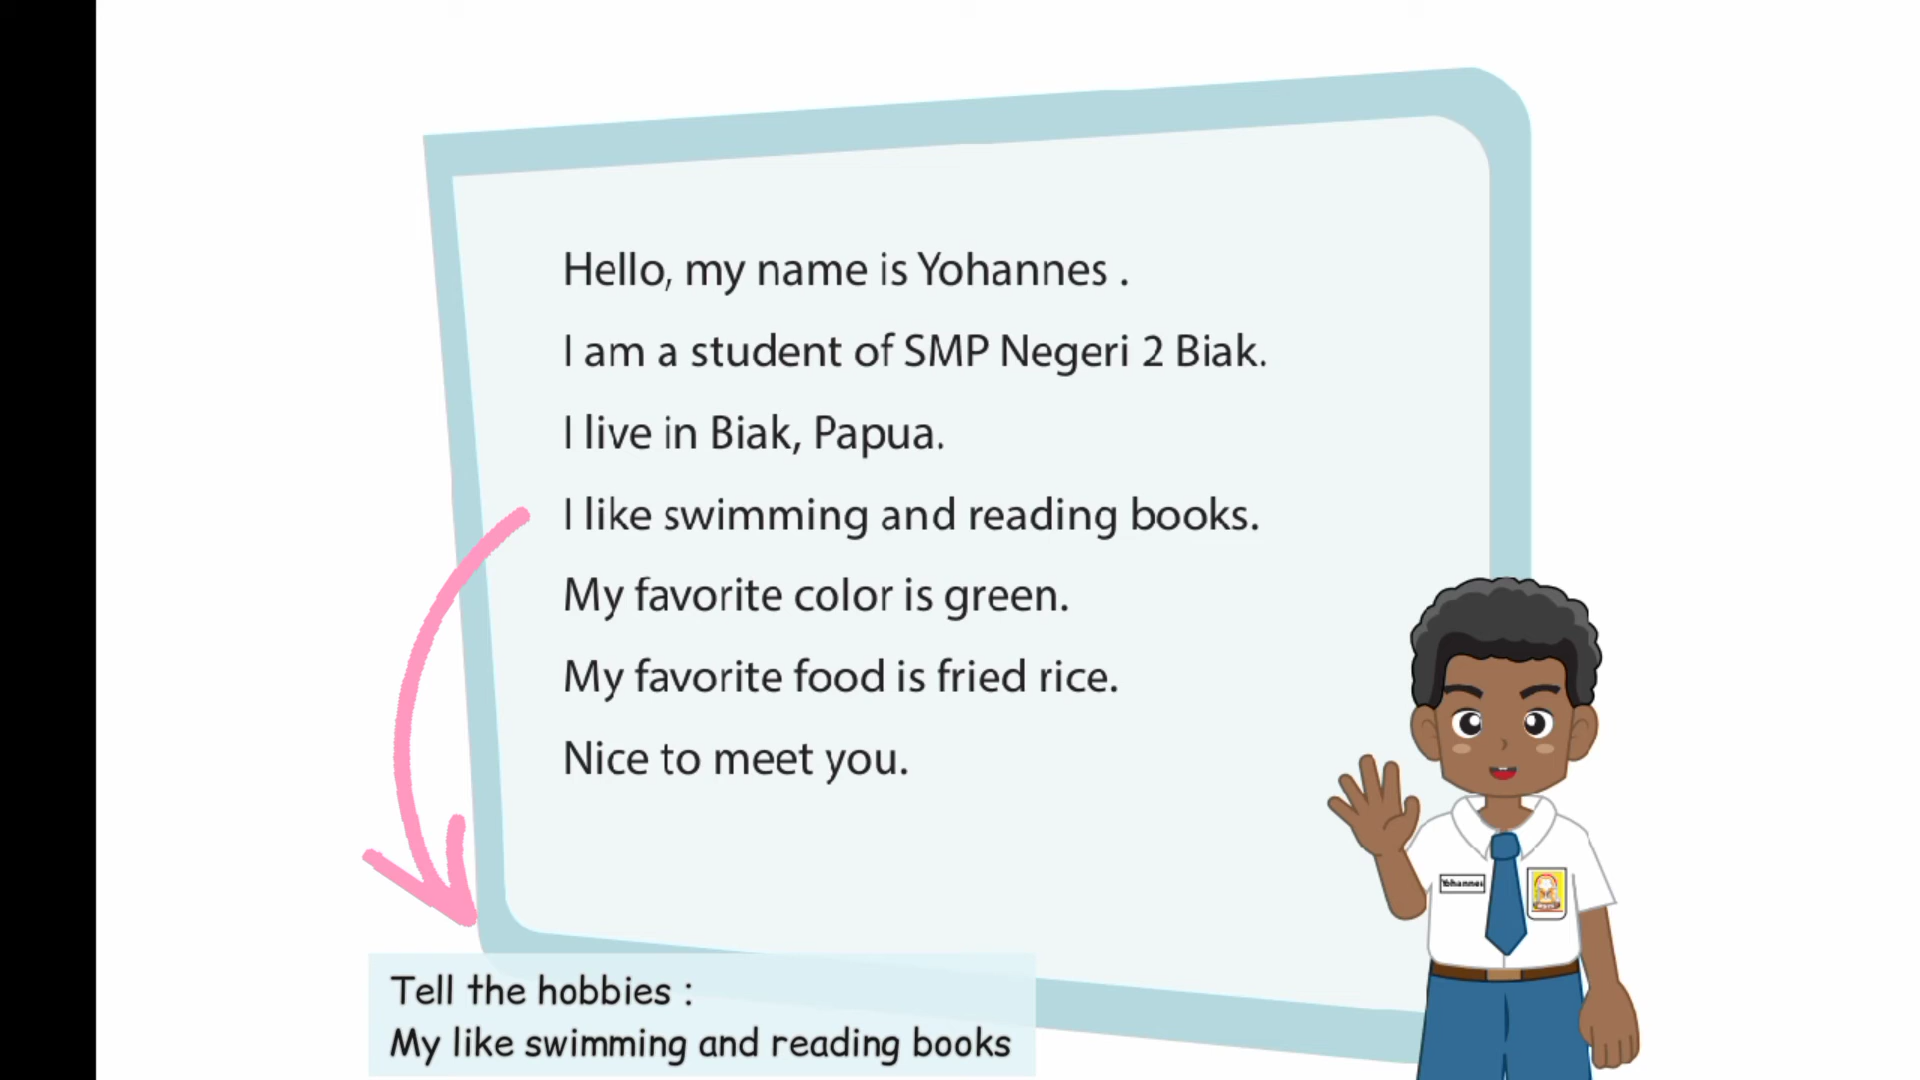 Hello, my name is Yohannes .
I am a student of SMP Negeri 2 Biak.
I live in Biak, Papua.
I like swimming and reading books.
My favorite color is green.
My favorite food is fried rice.
Nice to meet you.
Yohannes
Tell the hobbies :
My like swimming and reading books